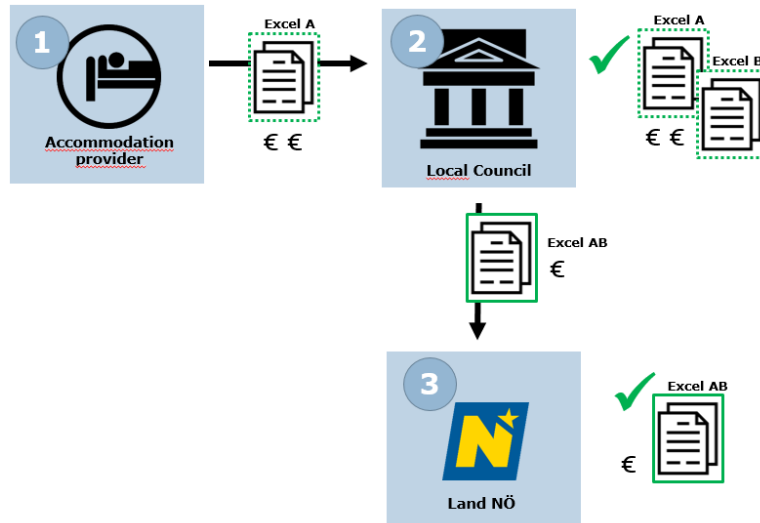 1
Accommodation
provider
Excel A
€ €
2
Local Council
Excel A
Excel B
€ €
Excel AB
€
3
N
Land NÖ
Excel AB
€